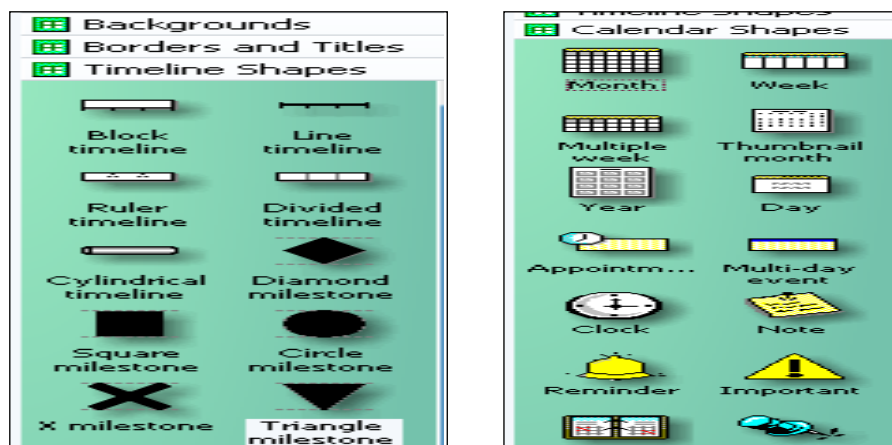 Backgrounds
Borders and Titles
Timeline Shapes
Block
timeline
Line
timeline
Ruler
timeline
Divided
timeline
Cylindrical
timeline
Diamond
milestone
Square
milestone
Circle
milestone
X milestone
Triangle
milestone
Timeline Shapes
Calendar Shapes
Month
Week
Multiple
week
Thumbnail
month
Year
Day
Appointm...
Multi-day
event
Clock
Note
Reminder
Important